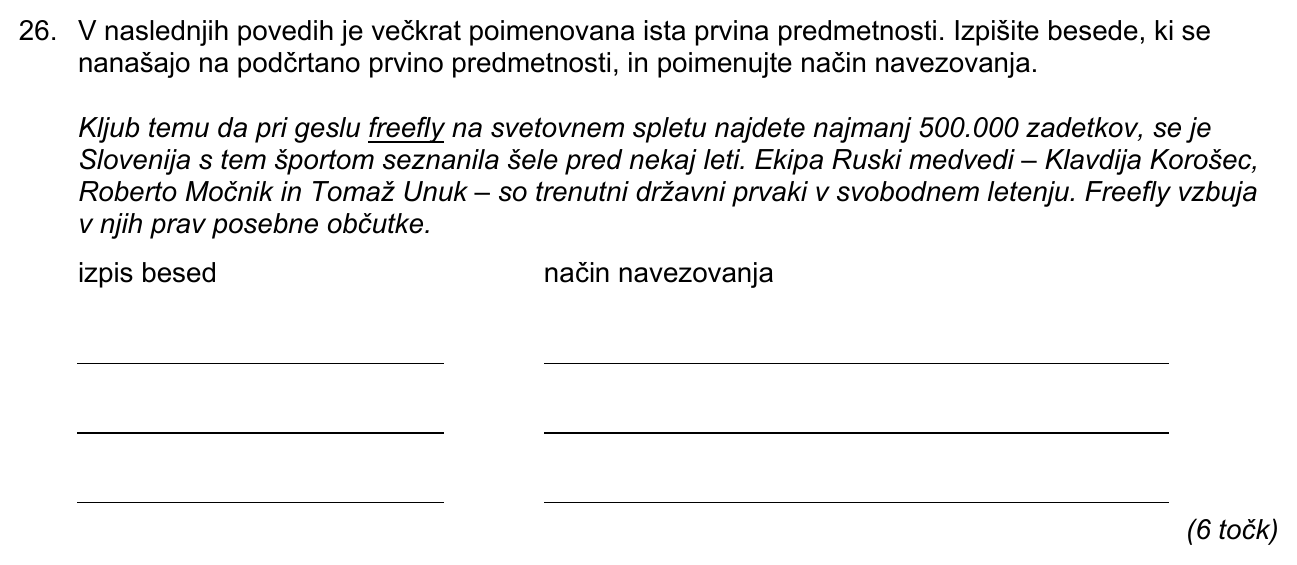 26. V naslednjih povedih je večkrat poimenovana ista prvina predmetnosti. Izpišite besede, ki se
nanašajo na podčrtano prvino predmetnosti, in poimenujte način navezovanja.
Kljub temu da pri geslu freefly na svetovnem spletu najdete najmanj 500.000 zadetkov, se je
Slovenija s tem športom seznanila šele pred nekaj leti. Ekipa Ruski medvedi – Klavdija Korošec,
Roberto Močnik in Tomaž Unuk – so trenutni državni prvaki v svobodnem letenju. Freefly vzbuja
v njih prav posebne občutke.
izpis besed način navezovanja
(6 točk)